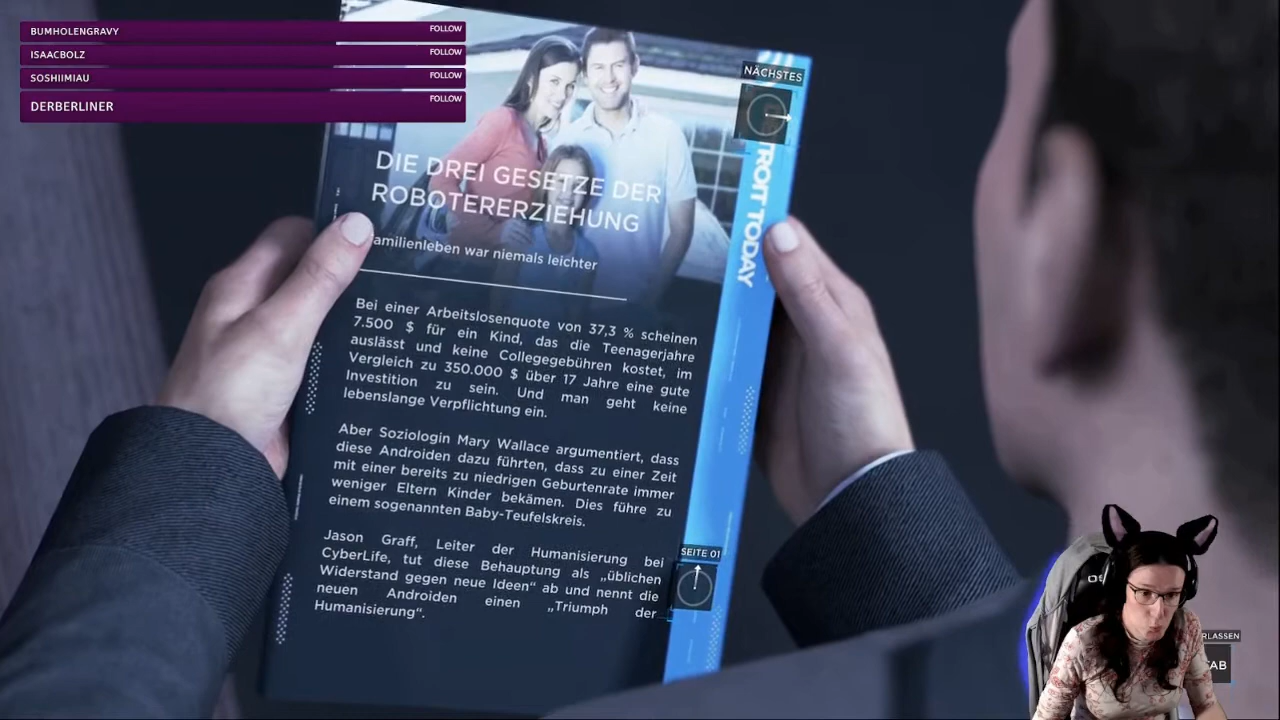 BUMHOLENGRAVY FOLLOW
ISAACBOLZ FOLLOW
SOSHIIMIAU FOLLOW
DERBERLINER FOLLOW
NÄCHSTES
TROIT TODAY
DIE DREI GESETZE DER
ROBOTERERZIEHUNG
amilienleben war niemals leichter
Bei einer Arbeitslosenquote von 37,3 % scheinen
7.500 $ für ein Kind, das die Teenagerjahre
auslässt und keine Collegegebühren kostet, im
Vergleich zu 350.000 $ über 17 Jahre eine gute
Investition zu sein. Und man geht keine
lebenslange Verpflichtung ein.
Aber Soziologin Mary Wallace argumentiert, dass
diese Androiden dazu führten, dass zu einer Zeit
mit einer bereits zu niedrigen Geburtenrate immer
weniger Eltern Kinder bekämen. Dies führe zu
einem sogenannten Baby-Teufelskreis.
Jason Graff, Leiter der Humanisierung bei
CyberLife, tut diese Behauptung als „üblichen
Widerstand gegen neue Ideen“ ab und nennt die
neuen Androiden einen „Triumph der
Humanisierung“.
SEITE 01
RLASSEN
AB